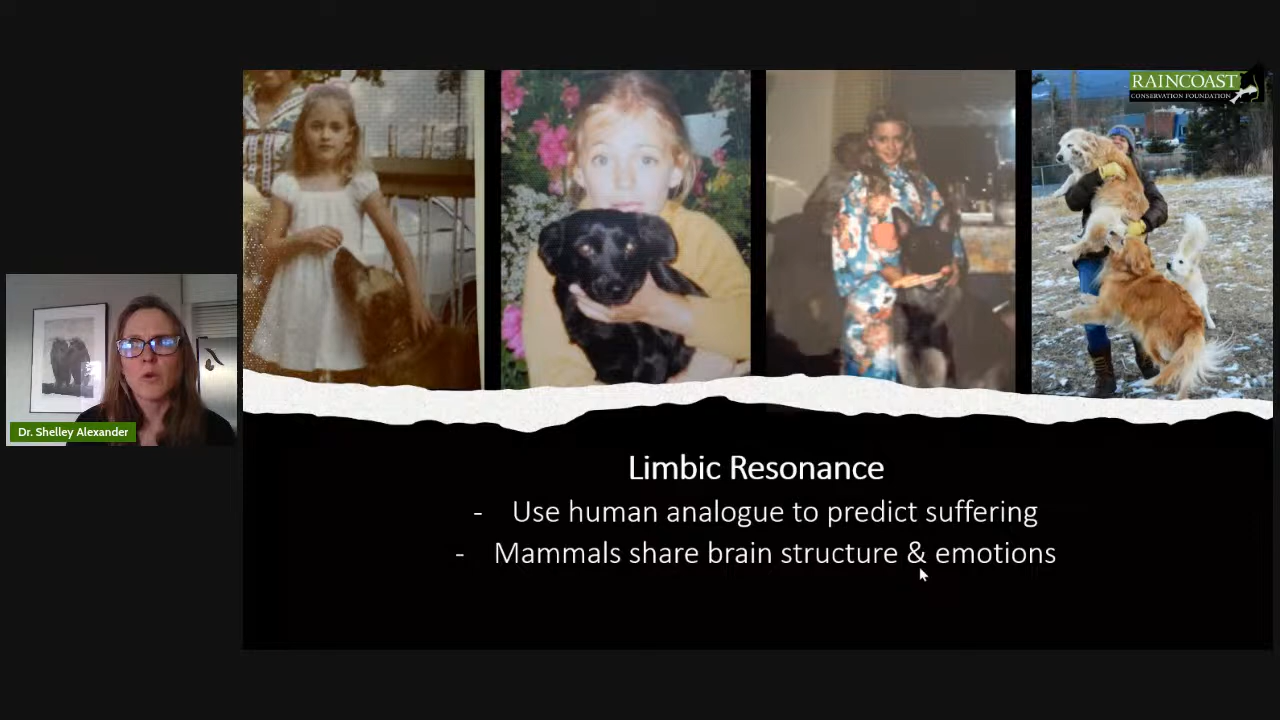 RAINCOAST
CONSERVATION FOUNDATION
Dr. Shelley Alexander
Limbic Resonance
- Use human analogue to predict suffering
- Mammals share brain structure & emotions